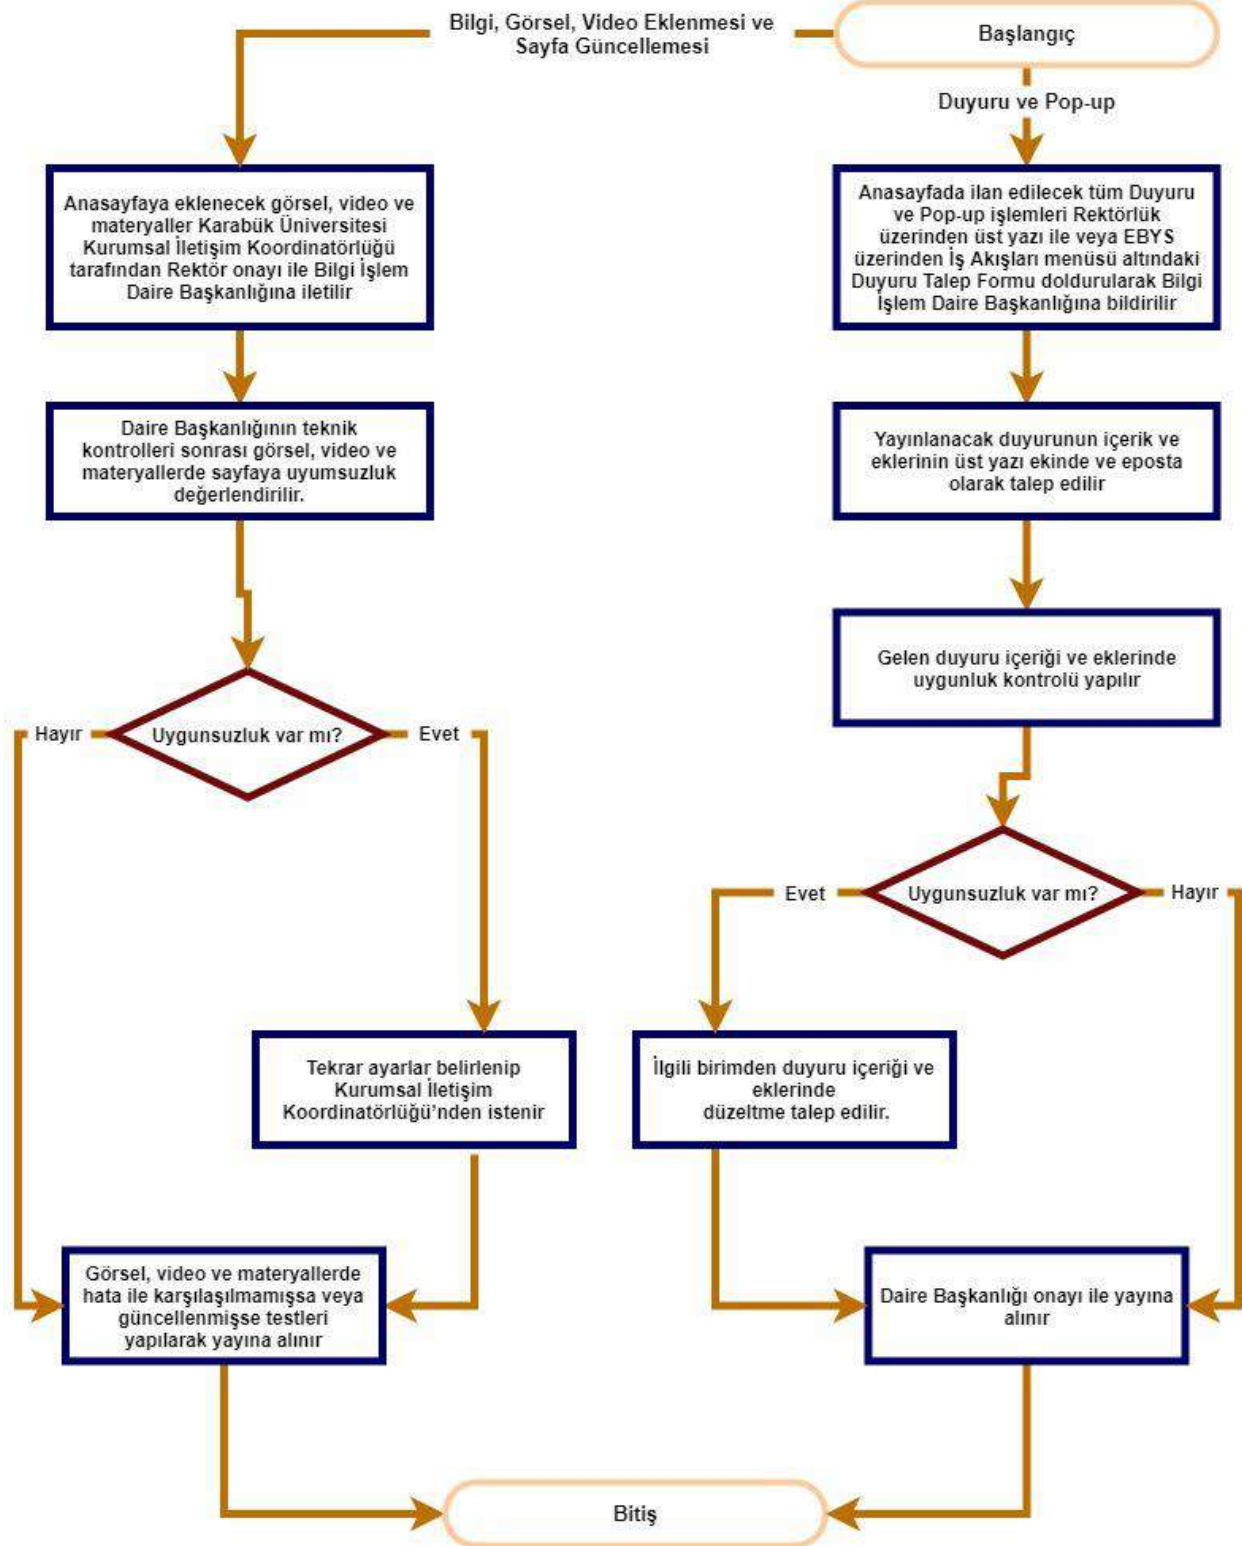 Bilgi, Görsel, Video Eklenmesi ve
Sayfa Güncellemesi
Başlangıç
Duyuru ve Pop-up
Anasayfaya eklenecek görsel, video ve
materyaller Karabük Üniversitesi
Kurumsal İletişim Koordinatörlüğü
tarafından Rektör onayı ile Bilgi İşlem
Daire Başkanlığına iletilir
Anasayfada ilan edilecek tüm Duyuru
ve Pop-up işlemleri Rektörlük
üzerinden üst yazı ile veya EBYS
üzerinden İş Akışları menüsü altındaki
Duyuru Talep Formu doldurularak Bilgi
İşlem Daire Başkanlığına bildirilir
Daire Başkanlığının teknik
kontrolleri sonrası görsel, video ve
materyallerde sayfaya uyumsuzluk
değerlendirilir.
Yayınlanacak duyurunun içerik ve
eklerinin üst yazı ekinde ve eposta
olarak talep edilir
Gelen duyuru içeriği ve eklerinde
uygunluk kontrolü yapılır
Hayır
Uygunsuzluk var mı?
Evet
Evet
Uygunsuzluk var mı?
Hayır
Tekrar ayarlar belirlenip
Kurumsal İletişim
Koordinatörlüğü’nden istenir
İlgili birimden duyuru içeriği ve
eklerinde
düzeltme talep edilir.
Görsel, video ve materyallerde
hata ile karşılaşılmamışsa veya
güncellenmişse testleri
yapılarak yayına alınır
Daire Başkanlığı onayı ile yayına
alınır
Bitiş